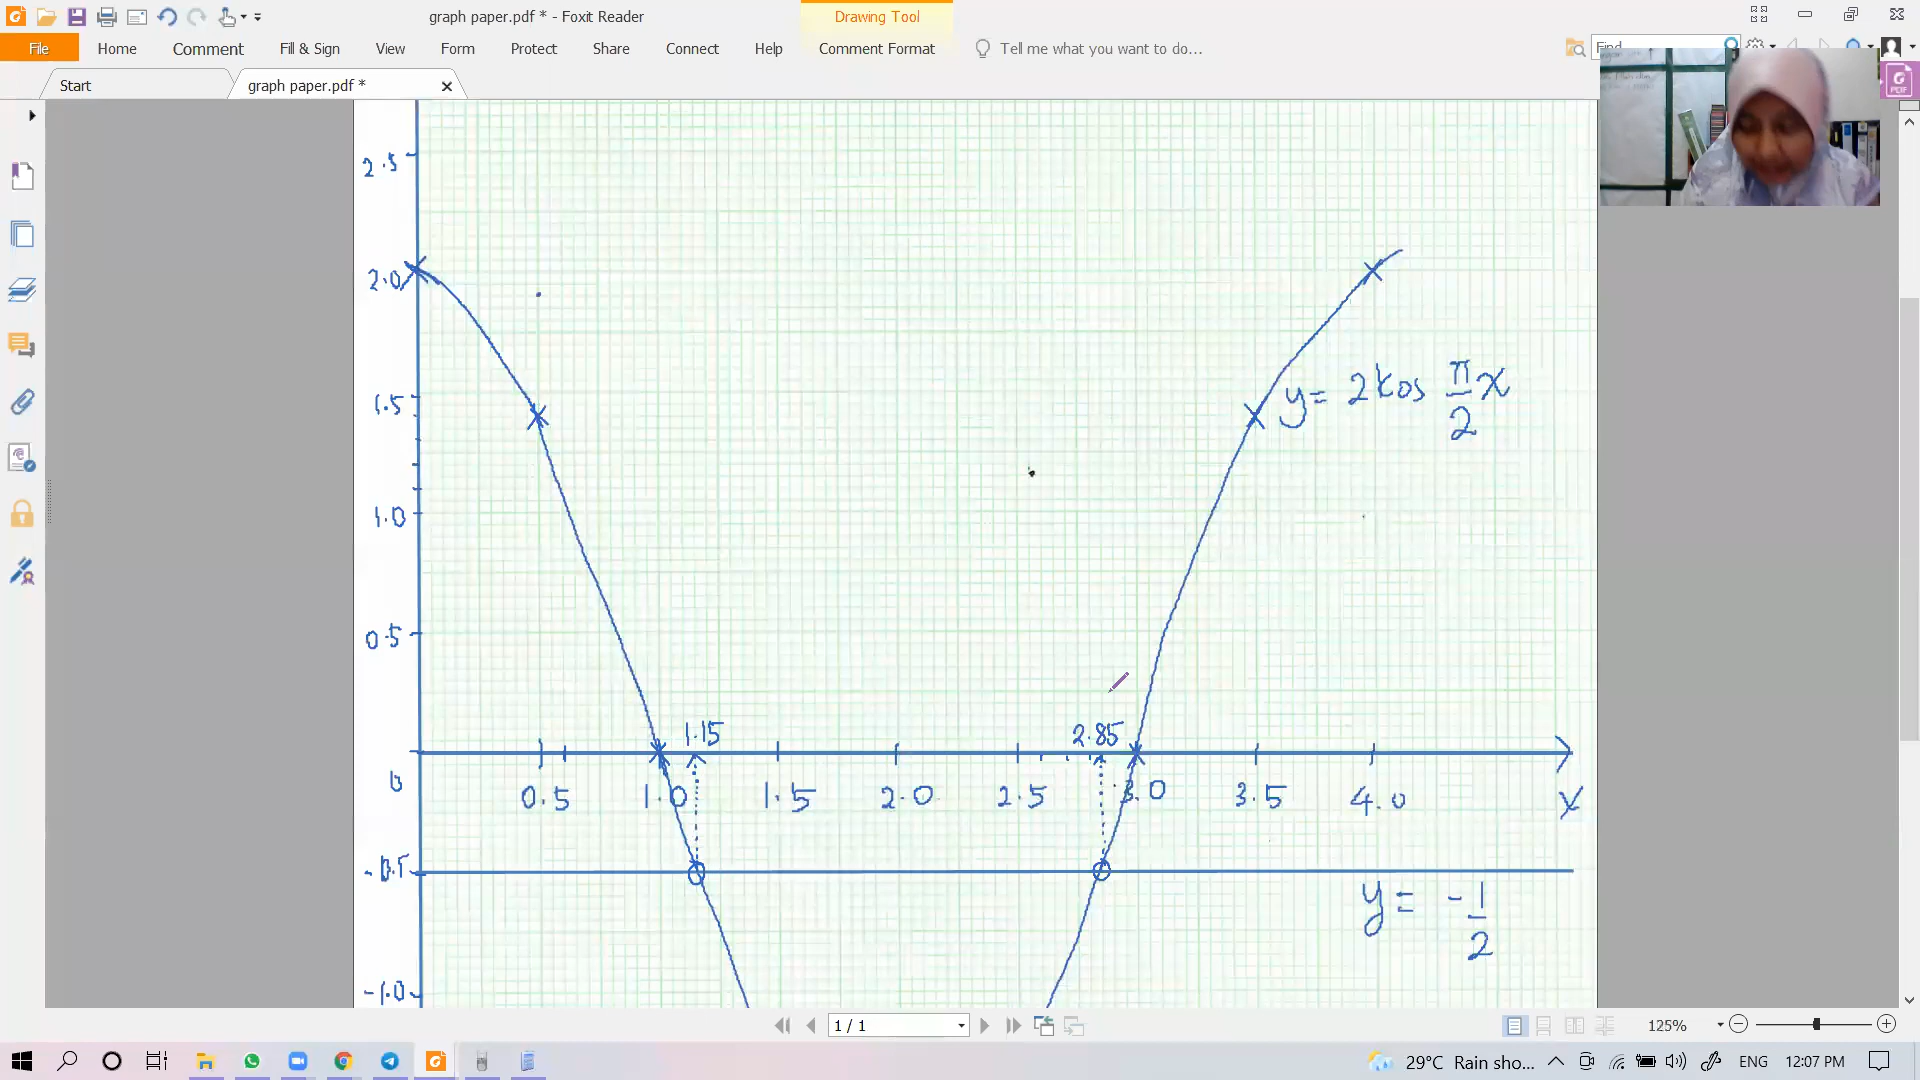 graph paper.pdf * - Foxit Reader
Drawing Tool
File Home Comment Fill & Sign View Form Protect Share Connect Help Comment Format Tell me what you want to do...
Find
Start
graph paper.pdf *
PDF
2.5
2.0
1.5
y = 2 kos π/2 x
1.0
0.5
1.15
2.85
0
0.5 1.0 1.5 2.0 2.5 3.0 3.5 4.0 x
-0.5
y = -1/2
-1.0
1 / 1
125%
29°C Rain sho...
ENG
12:07 PM